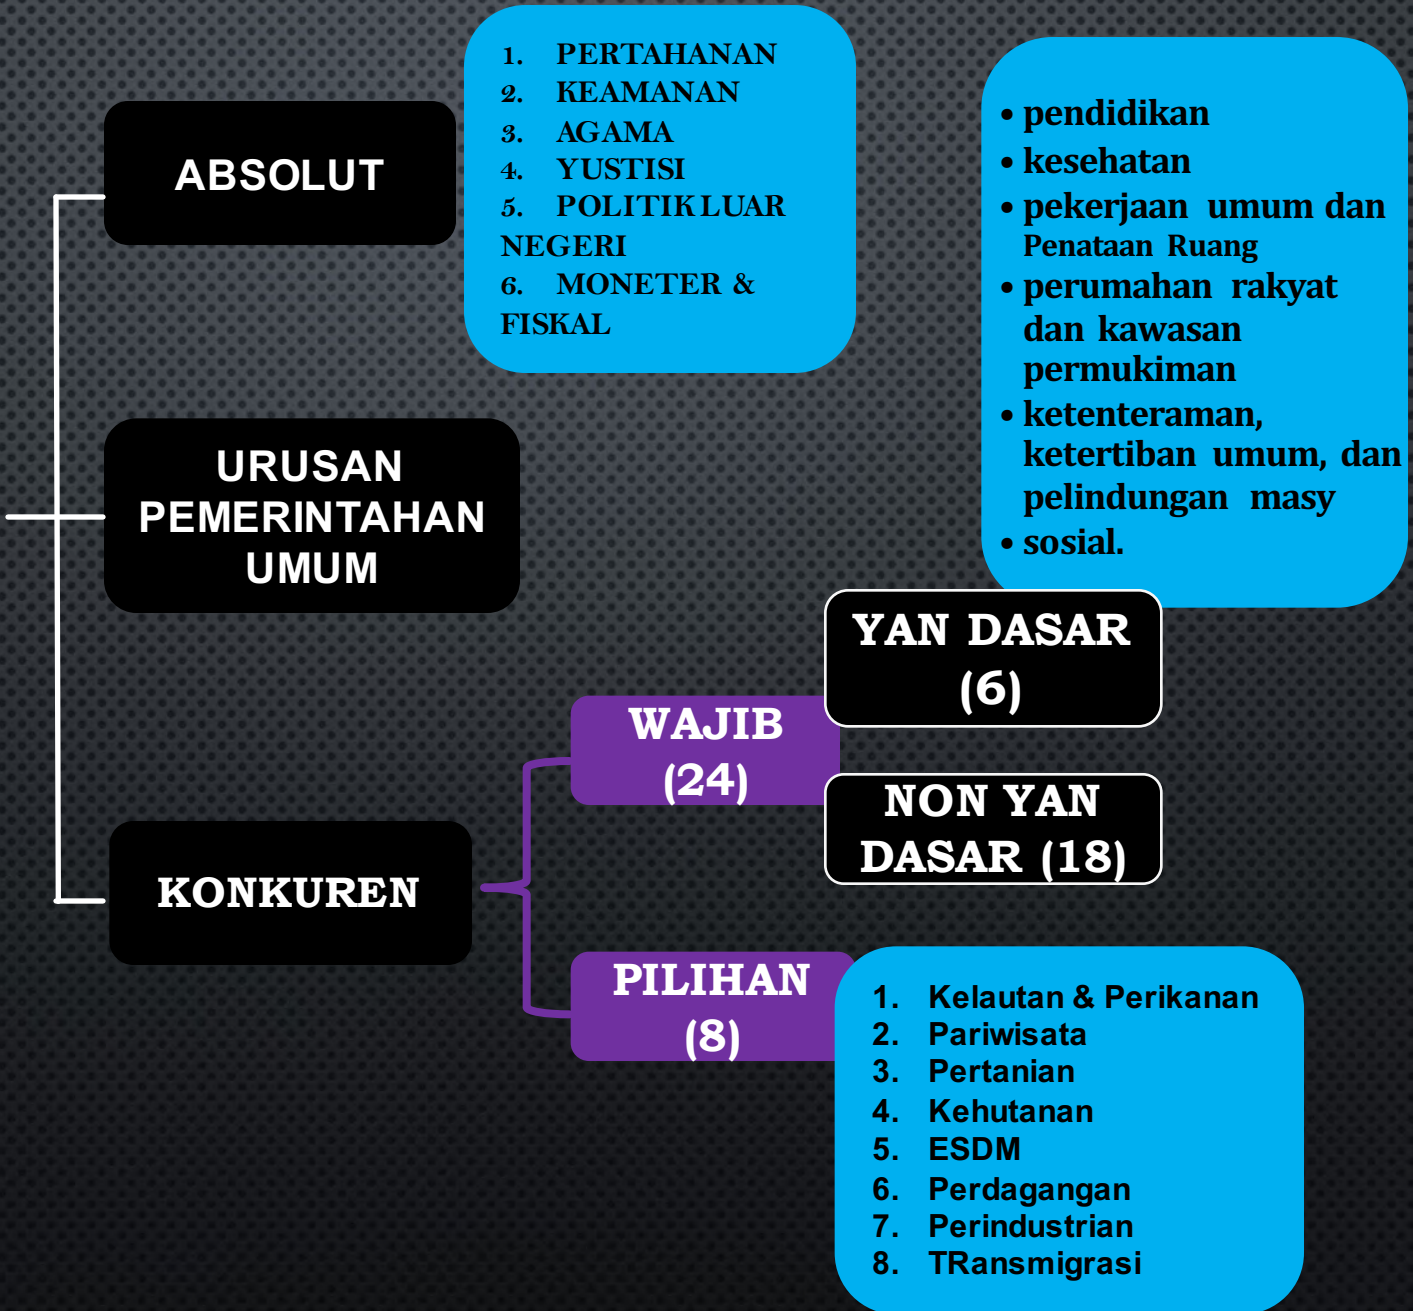 ABSOLUT
1. PERTAHANAN
2. KEAMANAN
3. AGAMA
4. YUSTISI
5. POLITIK LUAR
NEGERI
6. MONETER &
FISKAL
• pendidikan
• kesehatan
• pekerjaan umum dan
Penataan Ruang
• perumahan rakyat
dan kawasan
permukiman
• ketenteraman,
ketertiban umum, dan
pelindungan masy
• sosial.
URUSAN
PEMERINTAHAN
UMUM
KONKUREN
WAJIB
(24)
YAN DASAR
(6)
NON YAN
DASAR (18)
PILIHAN
(8)
1. Kelautan & Perikanan
2. Pariwisata
3. Pertanian
4. Kehutanan
5. ESDM
6. Perdagangan
7. Perindustrian
8. TRansmigrasi